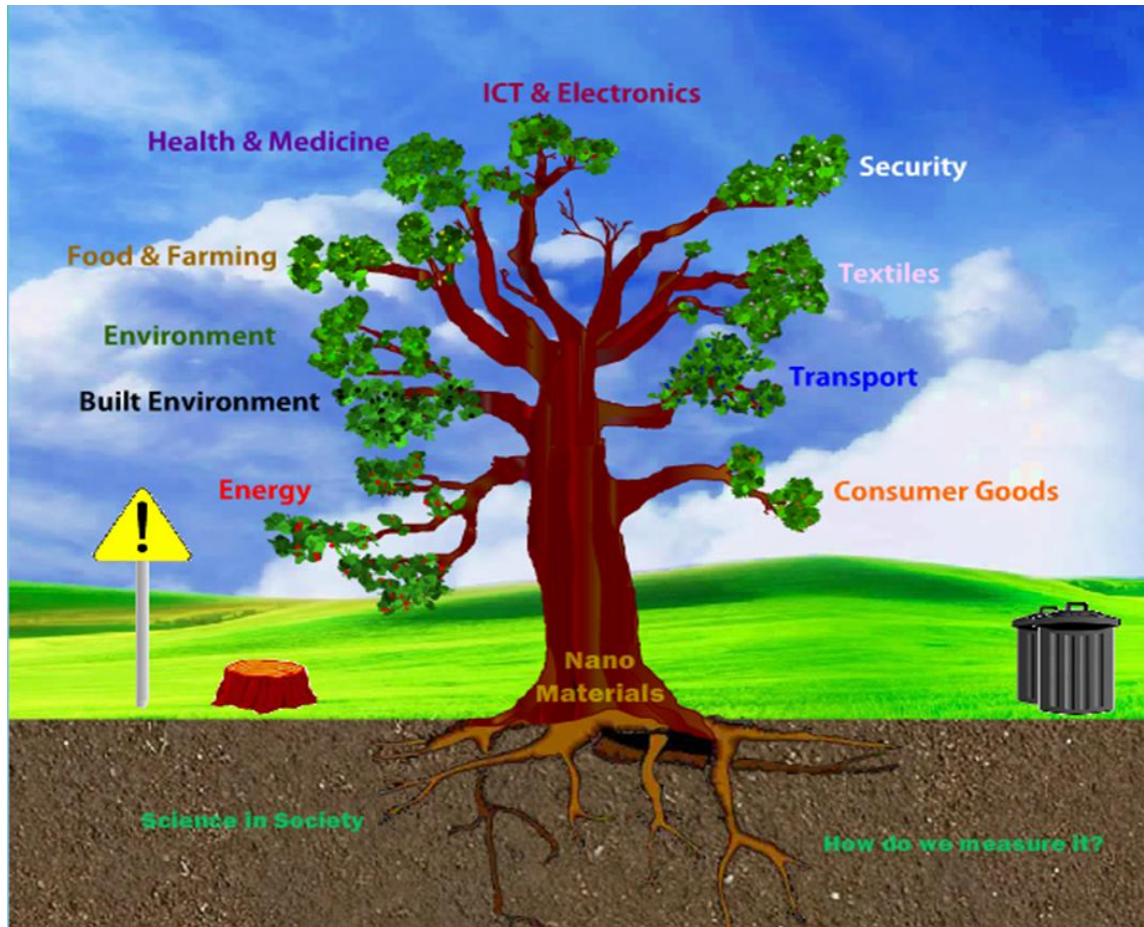 ICT & Electronics
Health & Medicine
Security
Food & Farming
Textiles
Environment
Transport
Built Environment
Energy
Consumer Goods
!
Nano
Materials
Science in Society
How do we measure it?